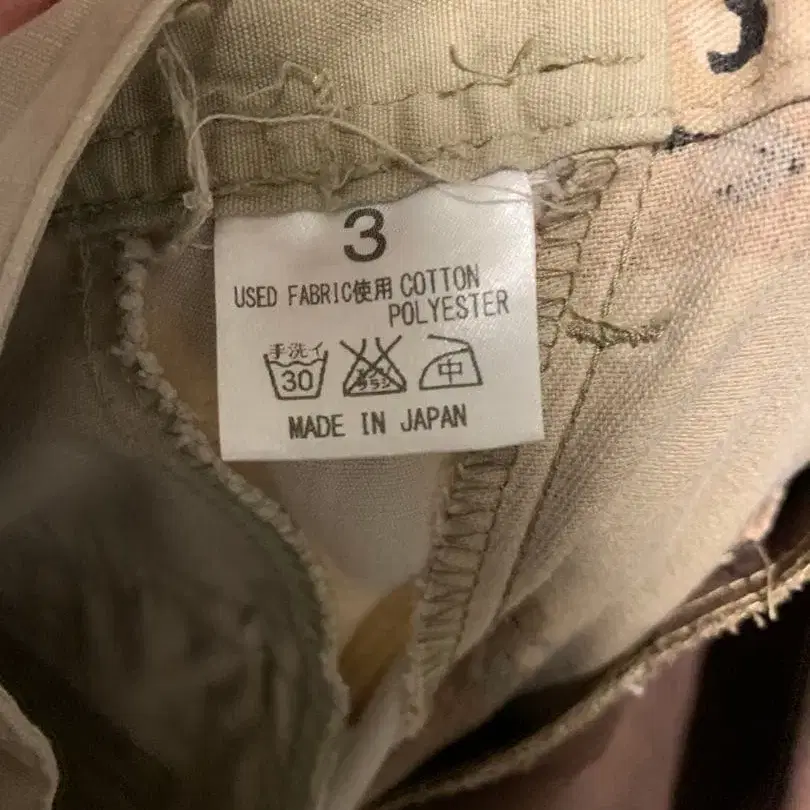 3
USED FABRIC使用 COTTON
POLYESTER
手洗イ
30
中
MADE IN JAPAN